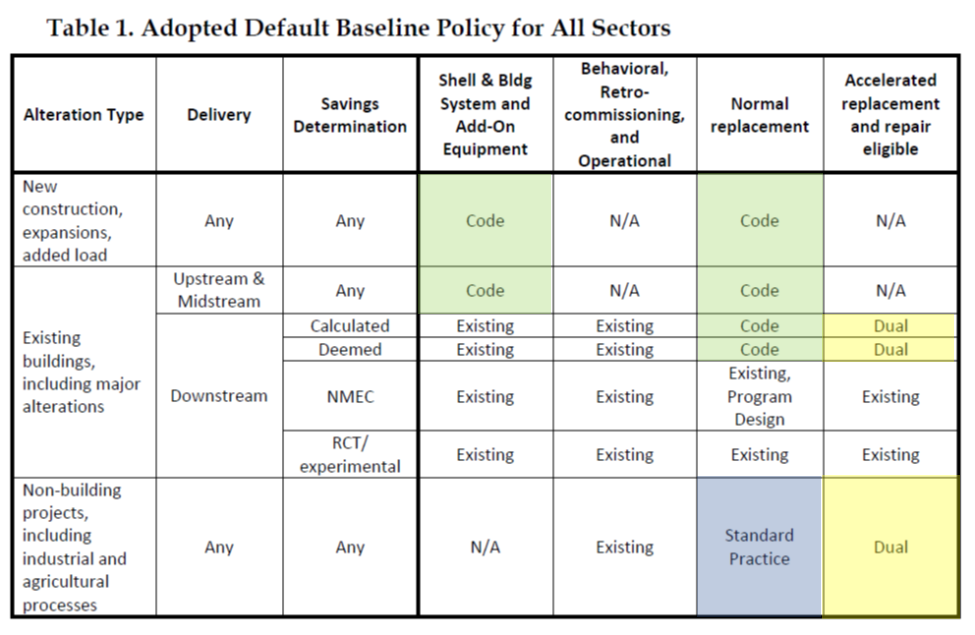 Table 1. Adopted Default Baseline Policy for All Sectors
Alteration Type
Delivery
Savings
Determination
Shell & Bldg
System and
Add-On
Equipment
Behavioral,
Retro-
commissioning,
and
Operational
Normal
replacement
Accelerated
replacement
and repair
eligible
New
construction,
expansions,
added load
Any
Any
Code
N/A
Code
N/A
Existing
buildings,
including major
alterations
Upstream &
Midstream
Any
Code
N/A
Code
N/A
Downstream
Calculated
Existing
Existing
Code
Dual
Deemed
Existing
Existing
Code
Dual
NMEC
Existing
Existing
Existing,
Program
Design
Existing
RCT/
experimental
Existing
Existing
Existing
Existing
Non-building
projects,
including
industrial and
agricultural
processes
Any
Any
N/A
Existing
Standard
Practice
Dual